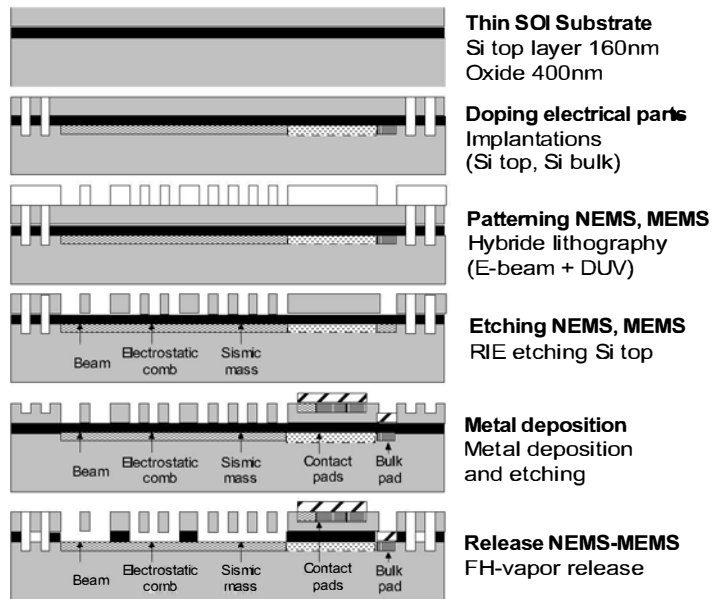 Thin SOI Substrate
Si top layer 160nm
Oxide 400nm
Doping electrical parts
Implantations
(Si top, Si bulk)
Patterning NEMS, MEMS
Hybride lithography
(E-beam + DUV)
Etching NEMS, MEMS
RIE etching Si top
Beam
Electrostatic
comb
Sismic
mass
Metal deposition
Metal deposition
and etching
Beam
Electrostatic
comb
Sismic
mass
Contact
pads
Bulk
pad
Release NEMS-MEMS
FH-vapor release
Beam
Electrostatic
comb
Sismic
mass
Contact
pads
Bulk
pad